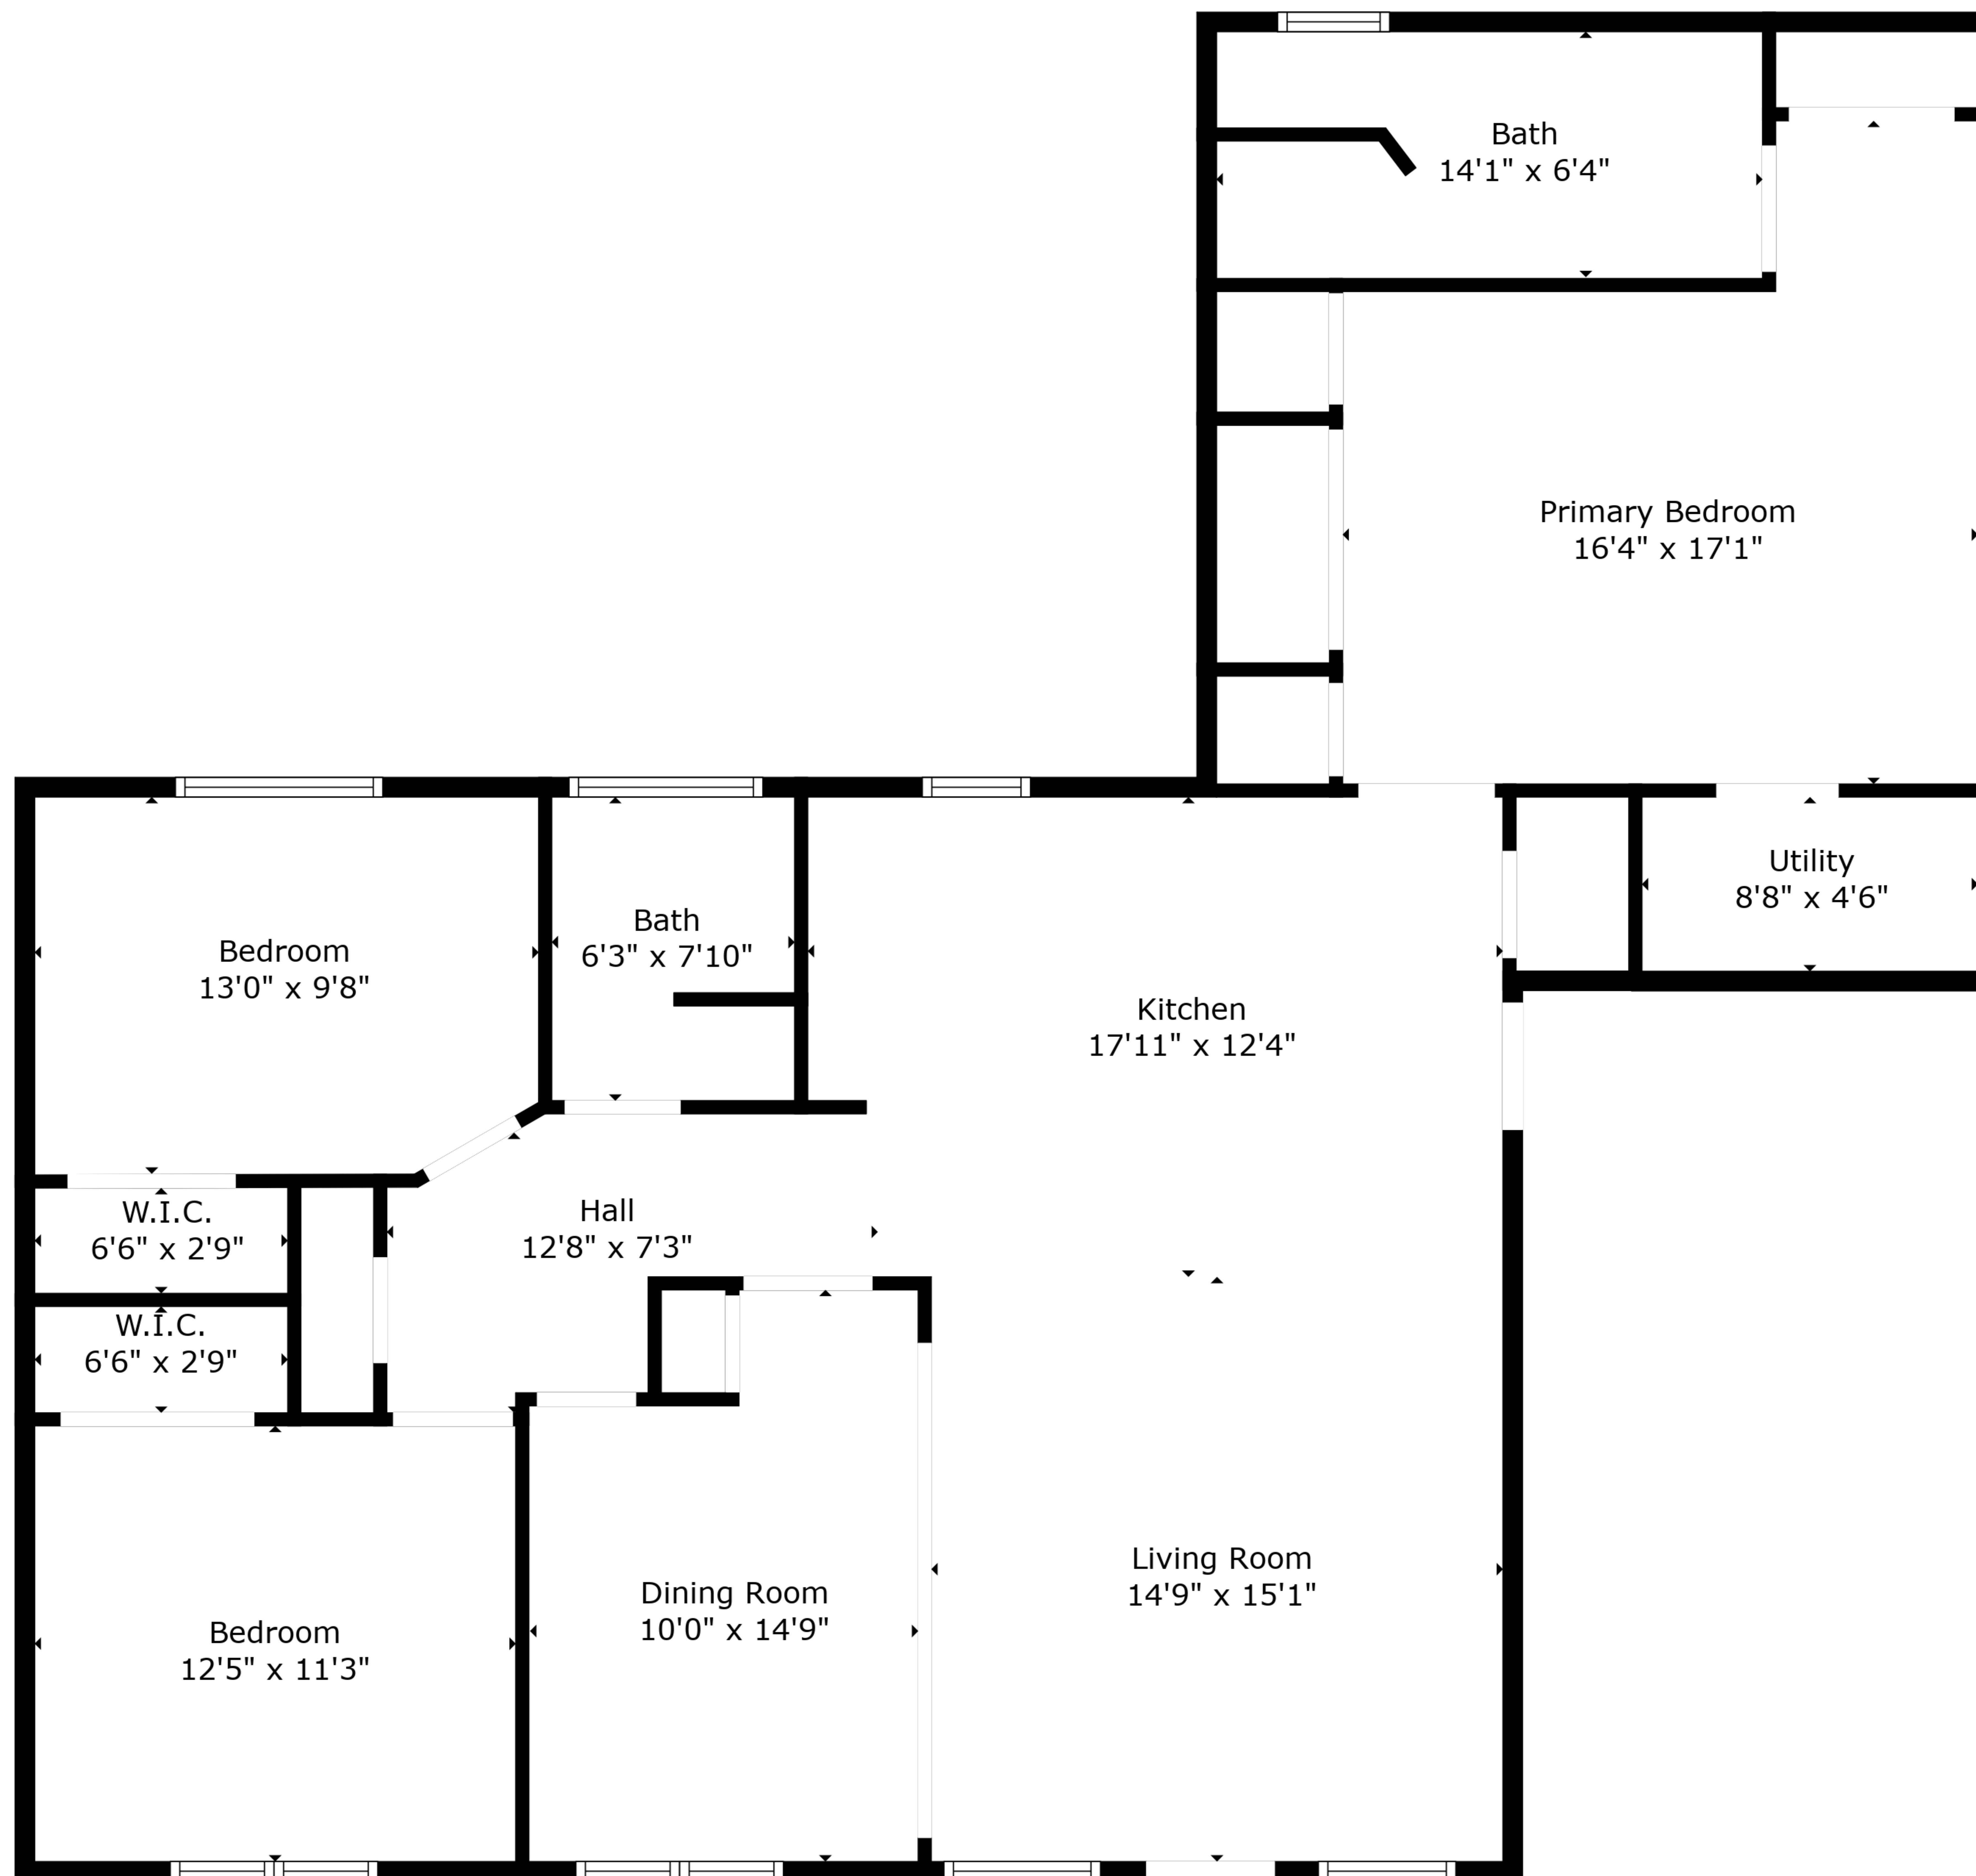 Bath
14'1" x 6'4"
Primary Bedroom
16'4" x 17'1"
Utility
8'8" x 4'6"
Bedroom
13'0" x 9'8"
Bath
6'3" x 7'10"
Kitchen
17'11" x 12'4"
W.I.C.
6'6" x 2'9"
Hall
12'8" x 7'3"
W.I.C.
6'6" x 2'9"
Living Room
14'9" x 15'1"
Dining Room
10'0" x 14'9"
Bedroom
12'5" x 11'3"